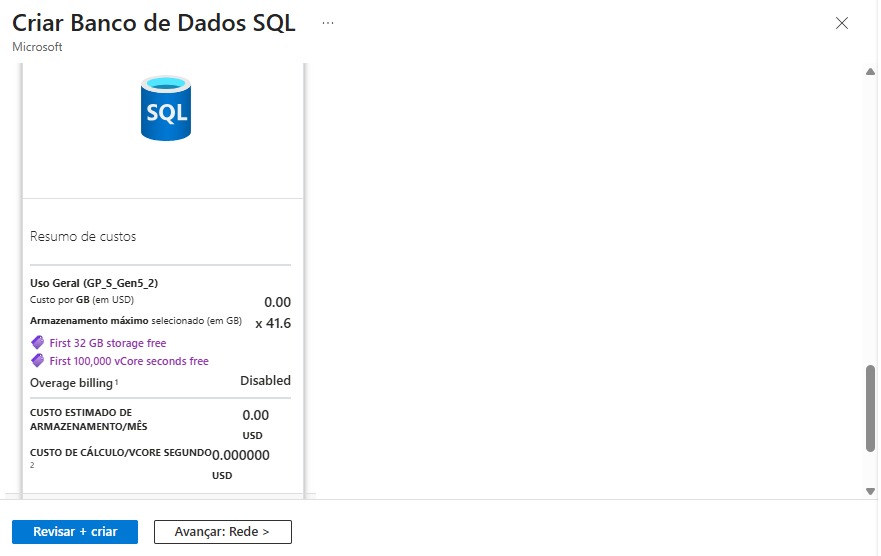 Criar Banco de Dados SQL ...
Microsoft
SQL
Resumo de custos
Uso Geral (GP_S_Gen5_2)
Custo por GB (em USD) 0.00
Armazenamento máximo selecionado (em GB) x 41.6
First 32 GB storage free
First 100,000 vCore seconds free
Overage billing¹ Disabled
CUSTO ESTIMADO DE 0.00
ARMAZENAMENTO/MÊS
USD
CUSTO DE CÁLCULO/VCORE SEGUNDO 0.000000
2
USD
Revisar + criar
Avançar: Rede >